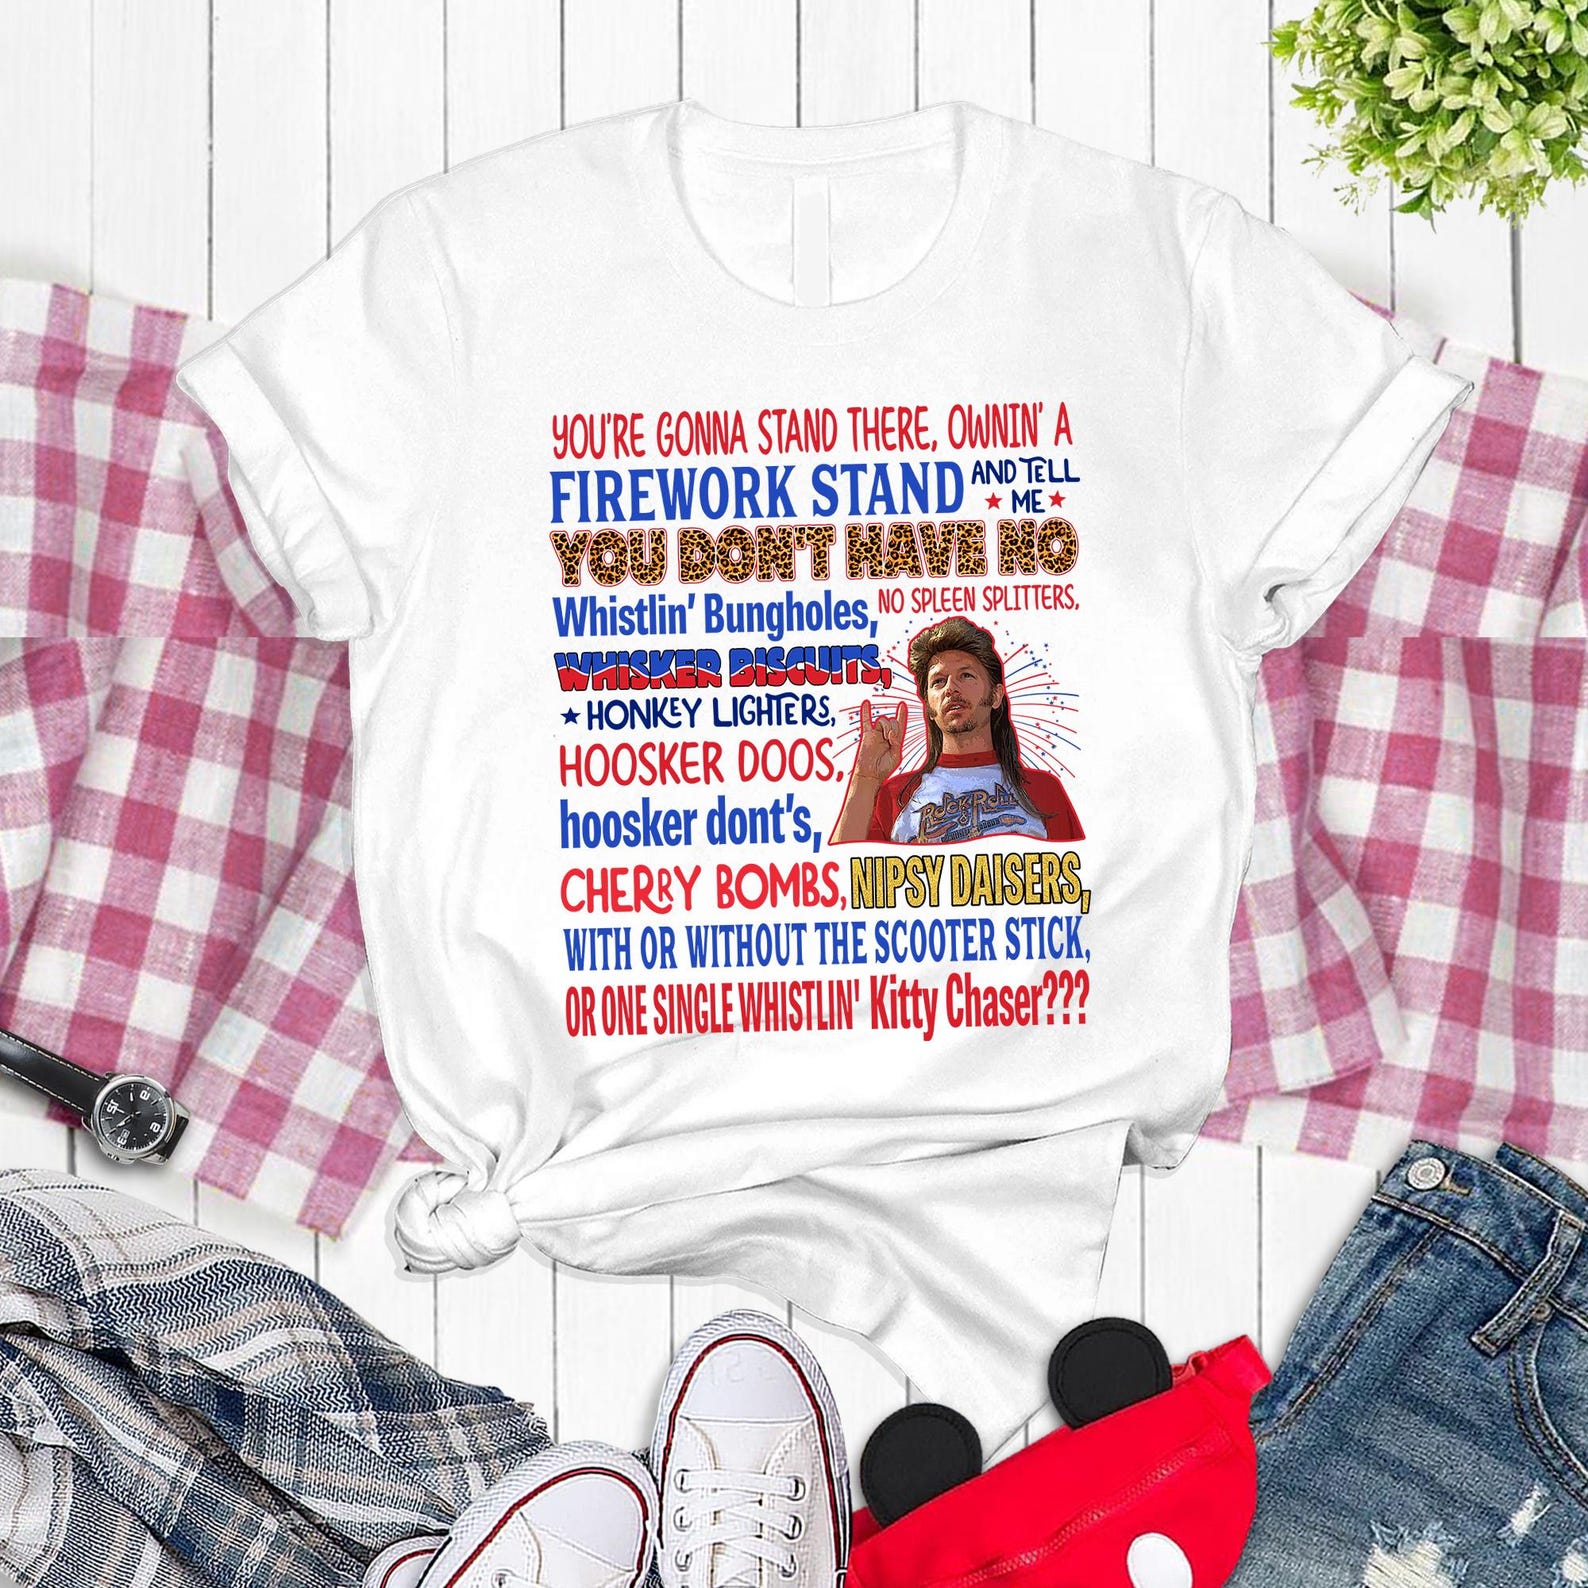 YOU'RE GONNA STAND THERE, OWNIN' A
FIREWORK STAND AND TELL
ME
YOU DON'T HAVE NO
Whistlin' Bungholes, NO SPLEEN SPLITTERS,
WHISKER BISCUITS,
HONKEY LIGHTERS,
HOOSKER DOOS,
hoosker dont's,
ROCK & ROLL
CHERRY BOMBS, NIPSY DAISERS,
WITH OR WITHOUT THE SCOOTER STICK,
OR ONE SINGLE WHISTLIN' Kitty Chaser???